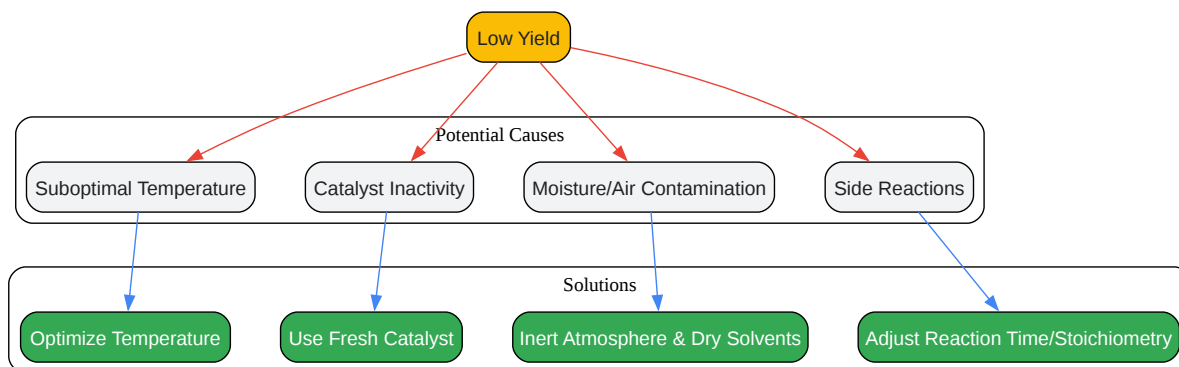 Low Yield
Potential Causes
Suboptimal Temperature
Catalyst Inactivity
Moisture/Air Contamination
Side Reactions
Solutions
Optimize Temperature
Use Fresh Catalyst
Inert Atmosphere & Dry Solvents
Adjust Reaction Time/Stoichiometry